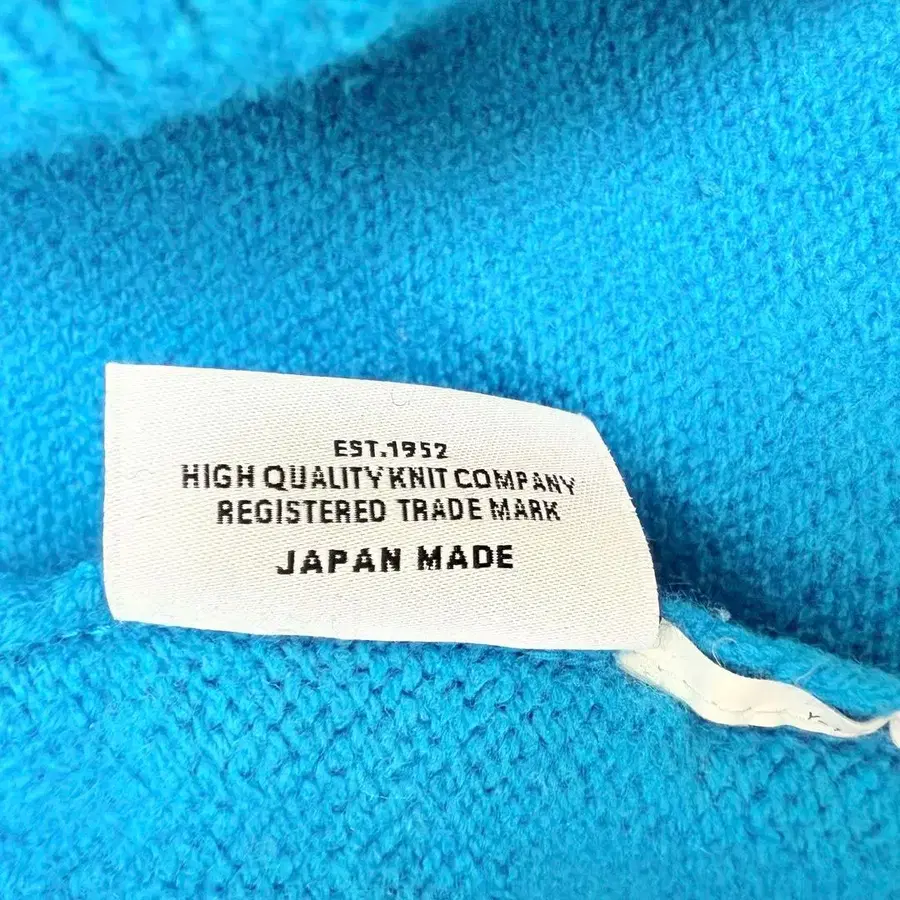 EST.1952
HIGH QUALITY KNIT COMPANY
REGISTERED TRADE MARK
JAPAN MADE